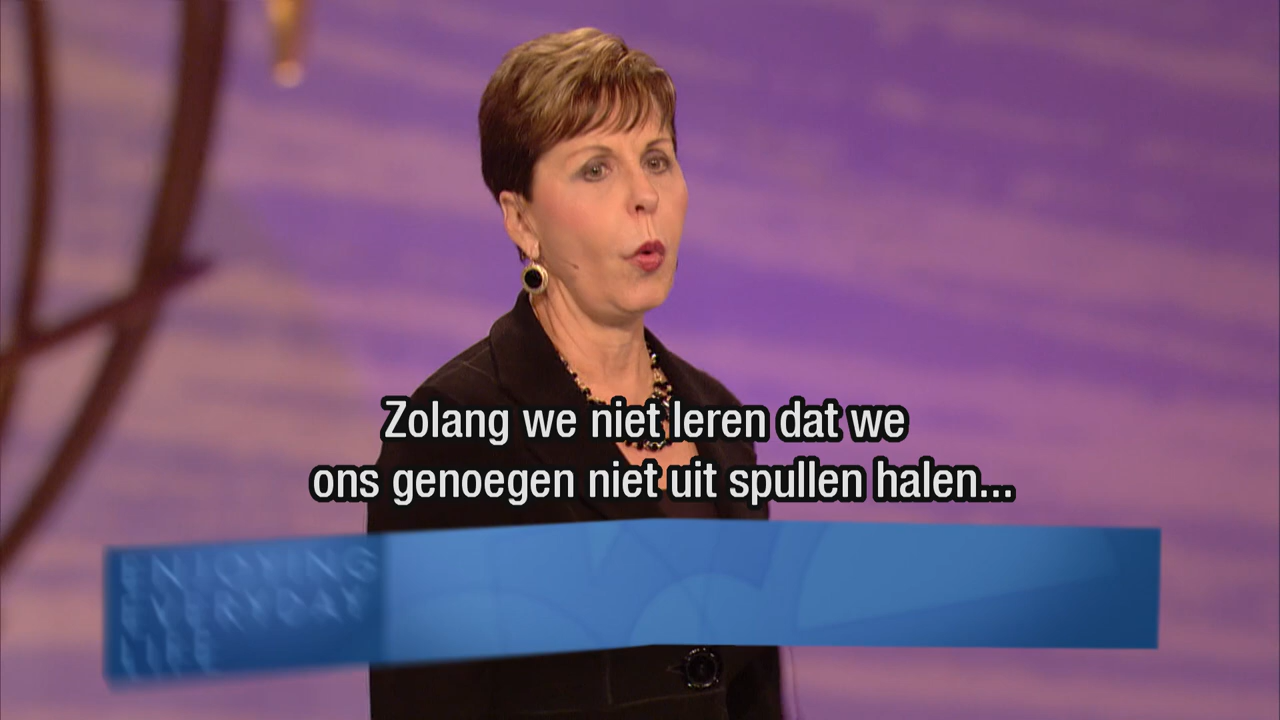 Zolang we niet leren dat we
ons genoegen niet uit spullen halen...
ENJOYING
EVERYDAY
LIFE